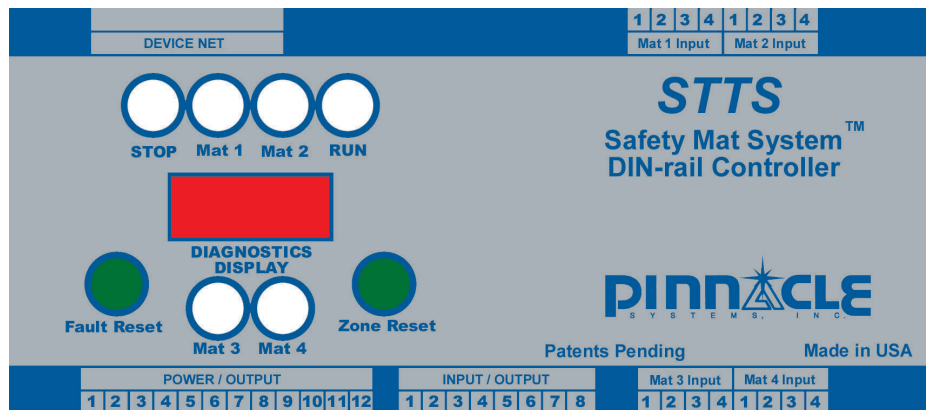 1 2 3 4 1 2 3 4
DEVICE NET
Mat 1 Input Mat 2 Input
STTS
Safety Mat System™
DIN-rail Controller
STOP Mat 1 Mat 2 RUN
DIAGNOSTICS
DISPLAY
Fault Reset
Zone Reset
Mat 3 Mat 4
PINNACLE
SYSTEMS, INC.
Patents Pending
Made in USA
POWER / OUTPUT
INPUT / OUTPUT
Mat 3 Input Mat 4 Input
1 2 3 4 5 6 7 8 9 10 11 12
1 2 3 4 5 6 7 8
1 2 3 4 1 2 3 4